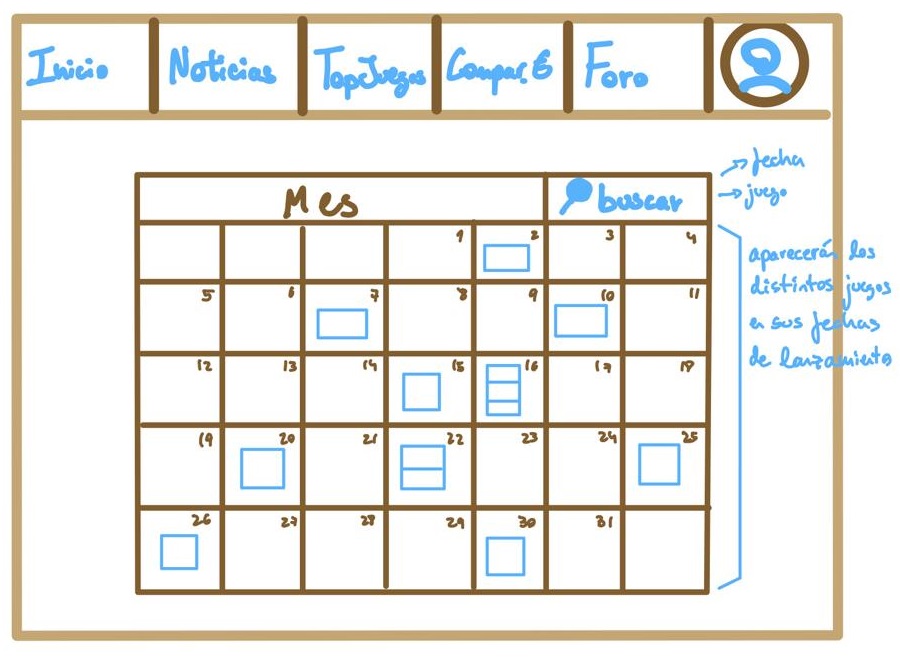 Inicio
Noticias
TopJuegos
Compar.6
Foro
Mes
buscar
fecha
juego
1 2 3 4
5 6 7 8 9 10 11
12 13 14 15 16 17 18
19 20 21 22 23 24 25
26 27 28 29 30 31
aparecerán los
distintos juegos
en sus fechas
de lanzamiento